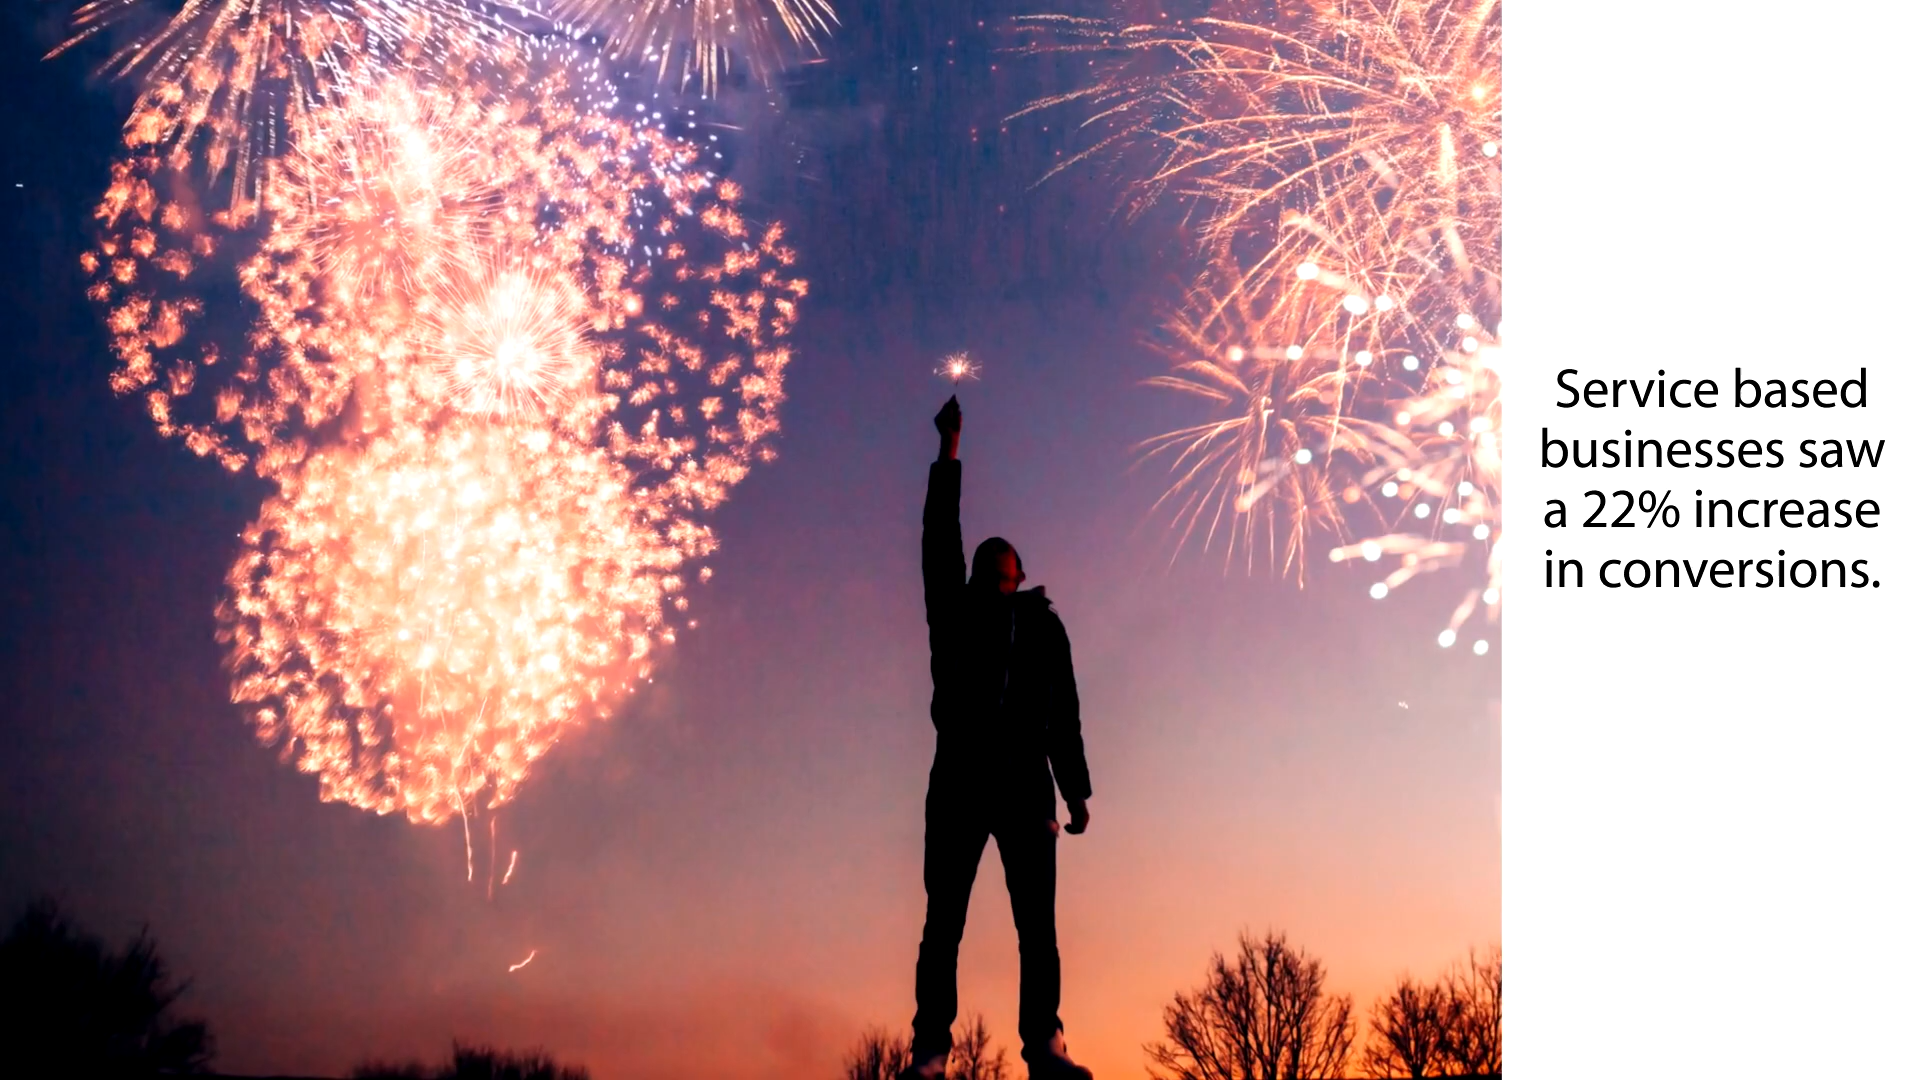 Service based
businesses saw
a 22% increase
in conversions.